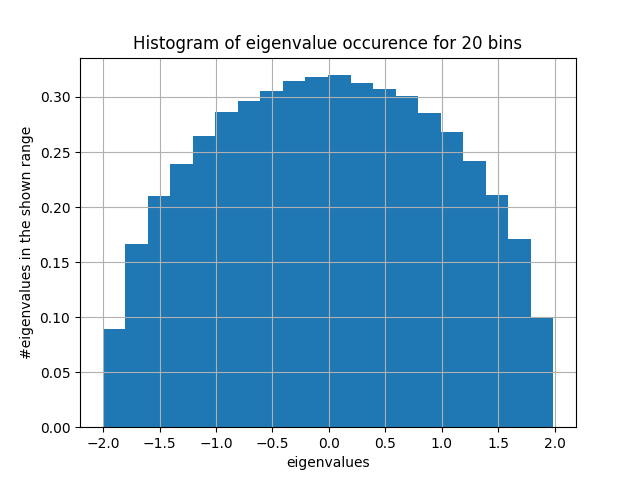 Histogram of eigenvalue occurence for 20 bins
#eigenvalues in the shown range
0.30
0.25
0.20
0.15
0.10
0.05
0.00
−2.0 −1.5 −1.0 −0.5 0.0 0.5 1.0 1.5 2.0
eigenvalues